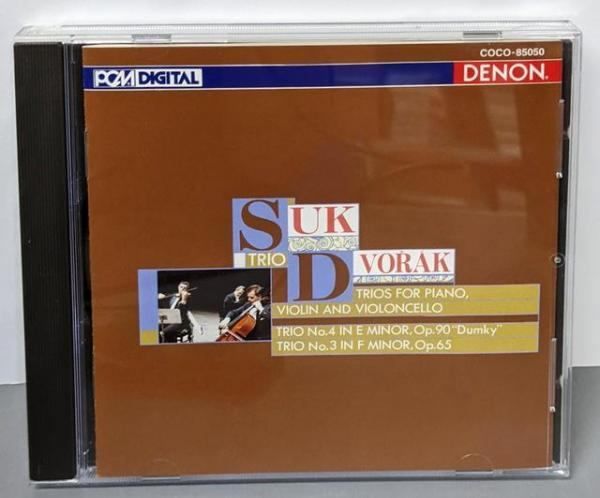 COCO-85050
PCM DIGITAL
DENON
SUK
TRIO
DVOŘAK
TRIOS FOR PIANO,
VIOLIN AND VIOLONCELLO
TRIO No.4 IN E MINOR, Op.90 "Dumky"
TRIO No.3 IN F MINOR, Op.65